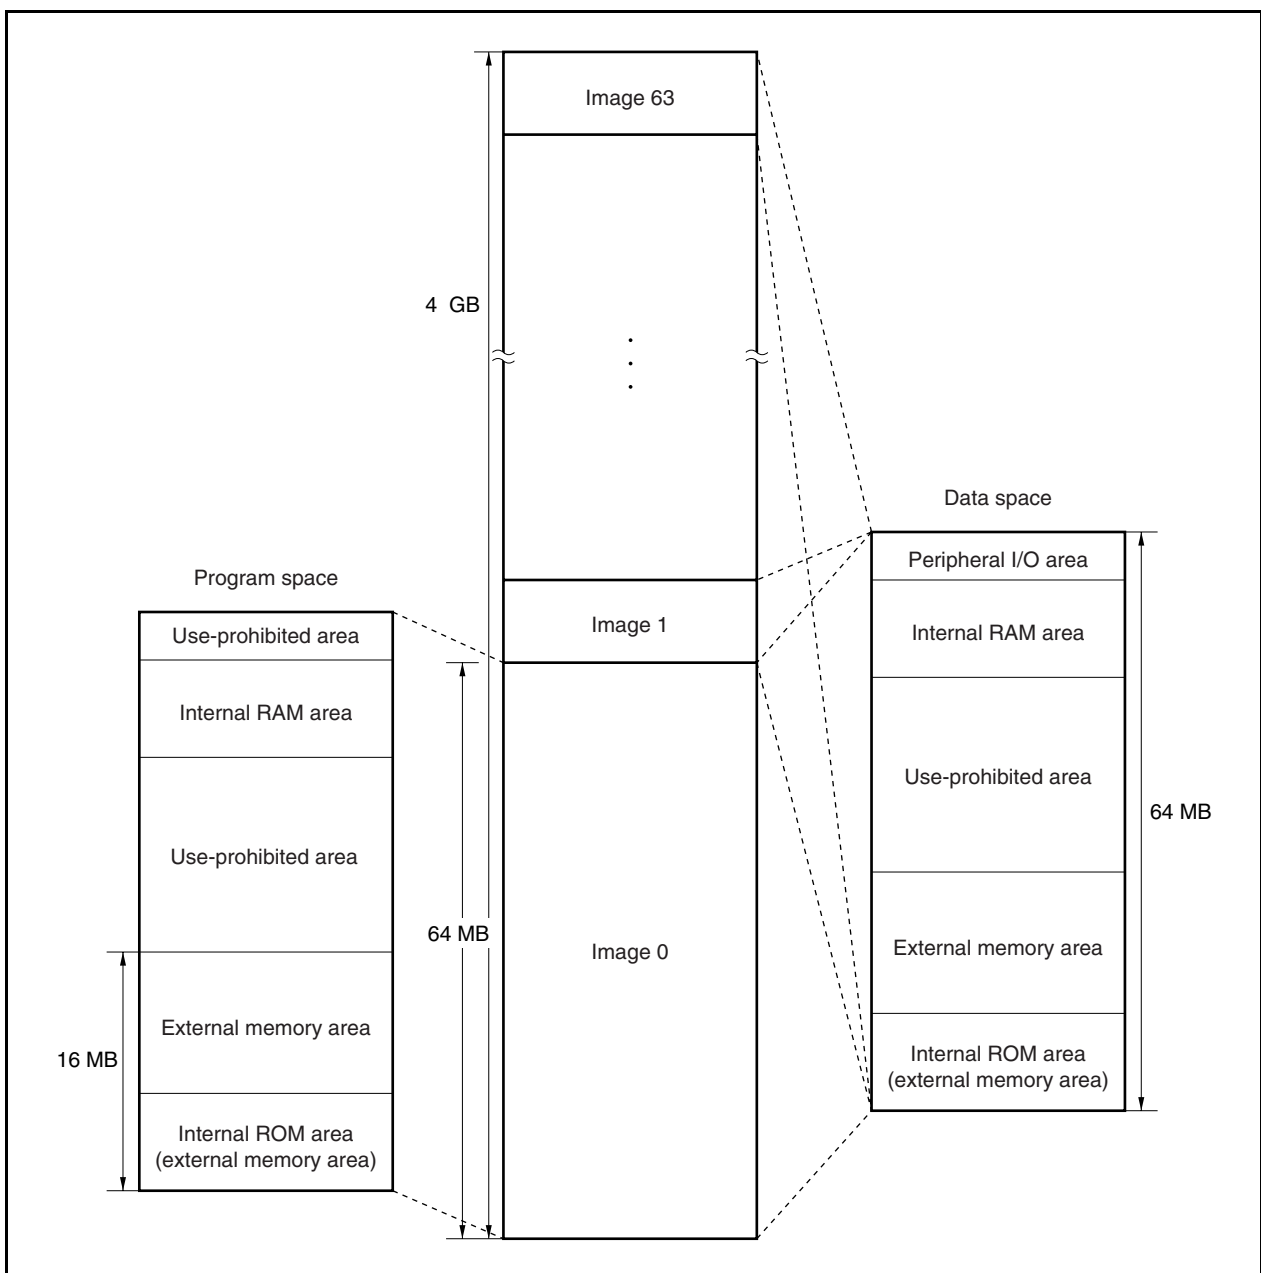 Image 63
4 GB
Data space
Peripheral I/O area
Program space
Use-prohibited area
Image 1
Internal RAM area
Internal RAM area
Use-prohibited area
64 MB
Use-prohibited area
64 MB
Image 0
External memory area
External memory area
16 MB
Internal ROM area
(external memory area)
Internal ROM area
(external memory area)